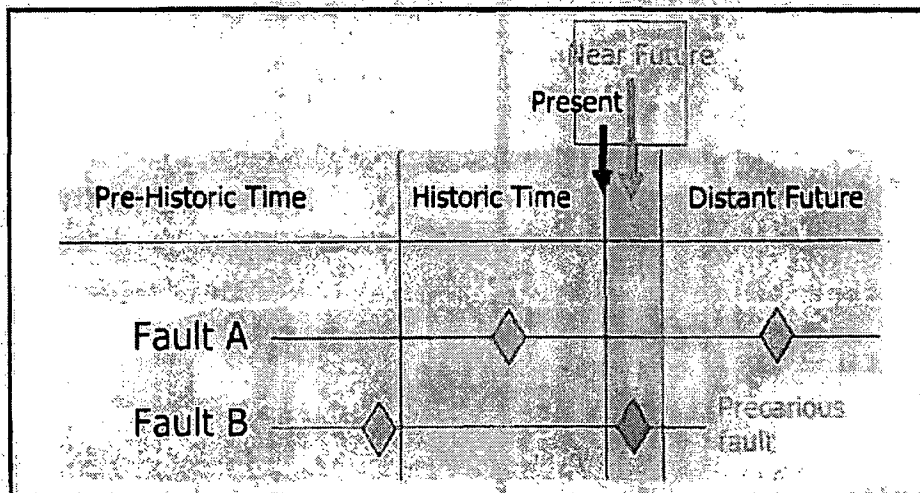 Near Future
Present
Pre-Historic Time
Historic Time
Distant Future
Fault A
Fault B
Precarious
fault